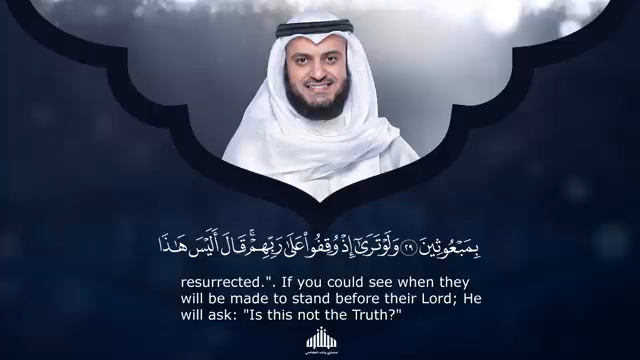 بِمَبْعُوثِينَ ٢٩ وَلَوْ تَرَىٰٓ إِذْ وُقِفُوا۟ عَلَىٰ رَبِّهِمْ ۚ قَالَ أَلَيْسَ هَـٰذَا
resurrected.". If you could see when they
will be made to stand before their Lord; He
will ask: "Is this not the Truth?"